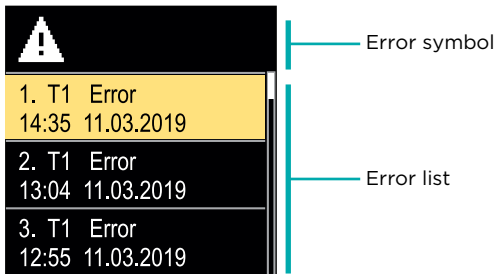 Error symbol
1. T1 Error
14:35 11.03.2019
2. T1 Error
13:04 11.03.2019
Error list
3. T1 Error
12:55 11.03.2019